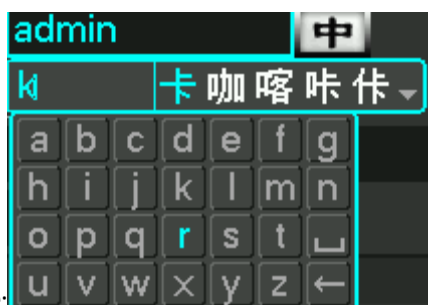 admin 中
k 卡 咖 喀 咔 佧
a b c d e f g
h i j k l m n
o p q r s t ␣
u v w x y z ←